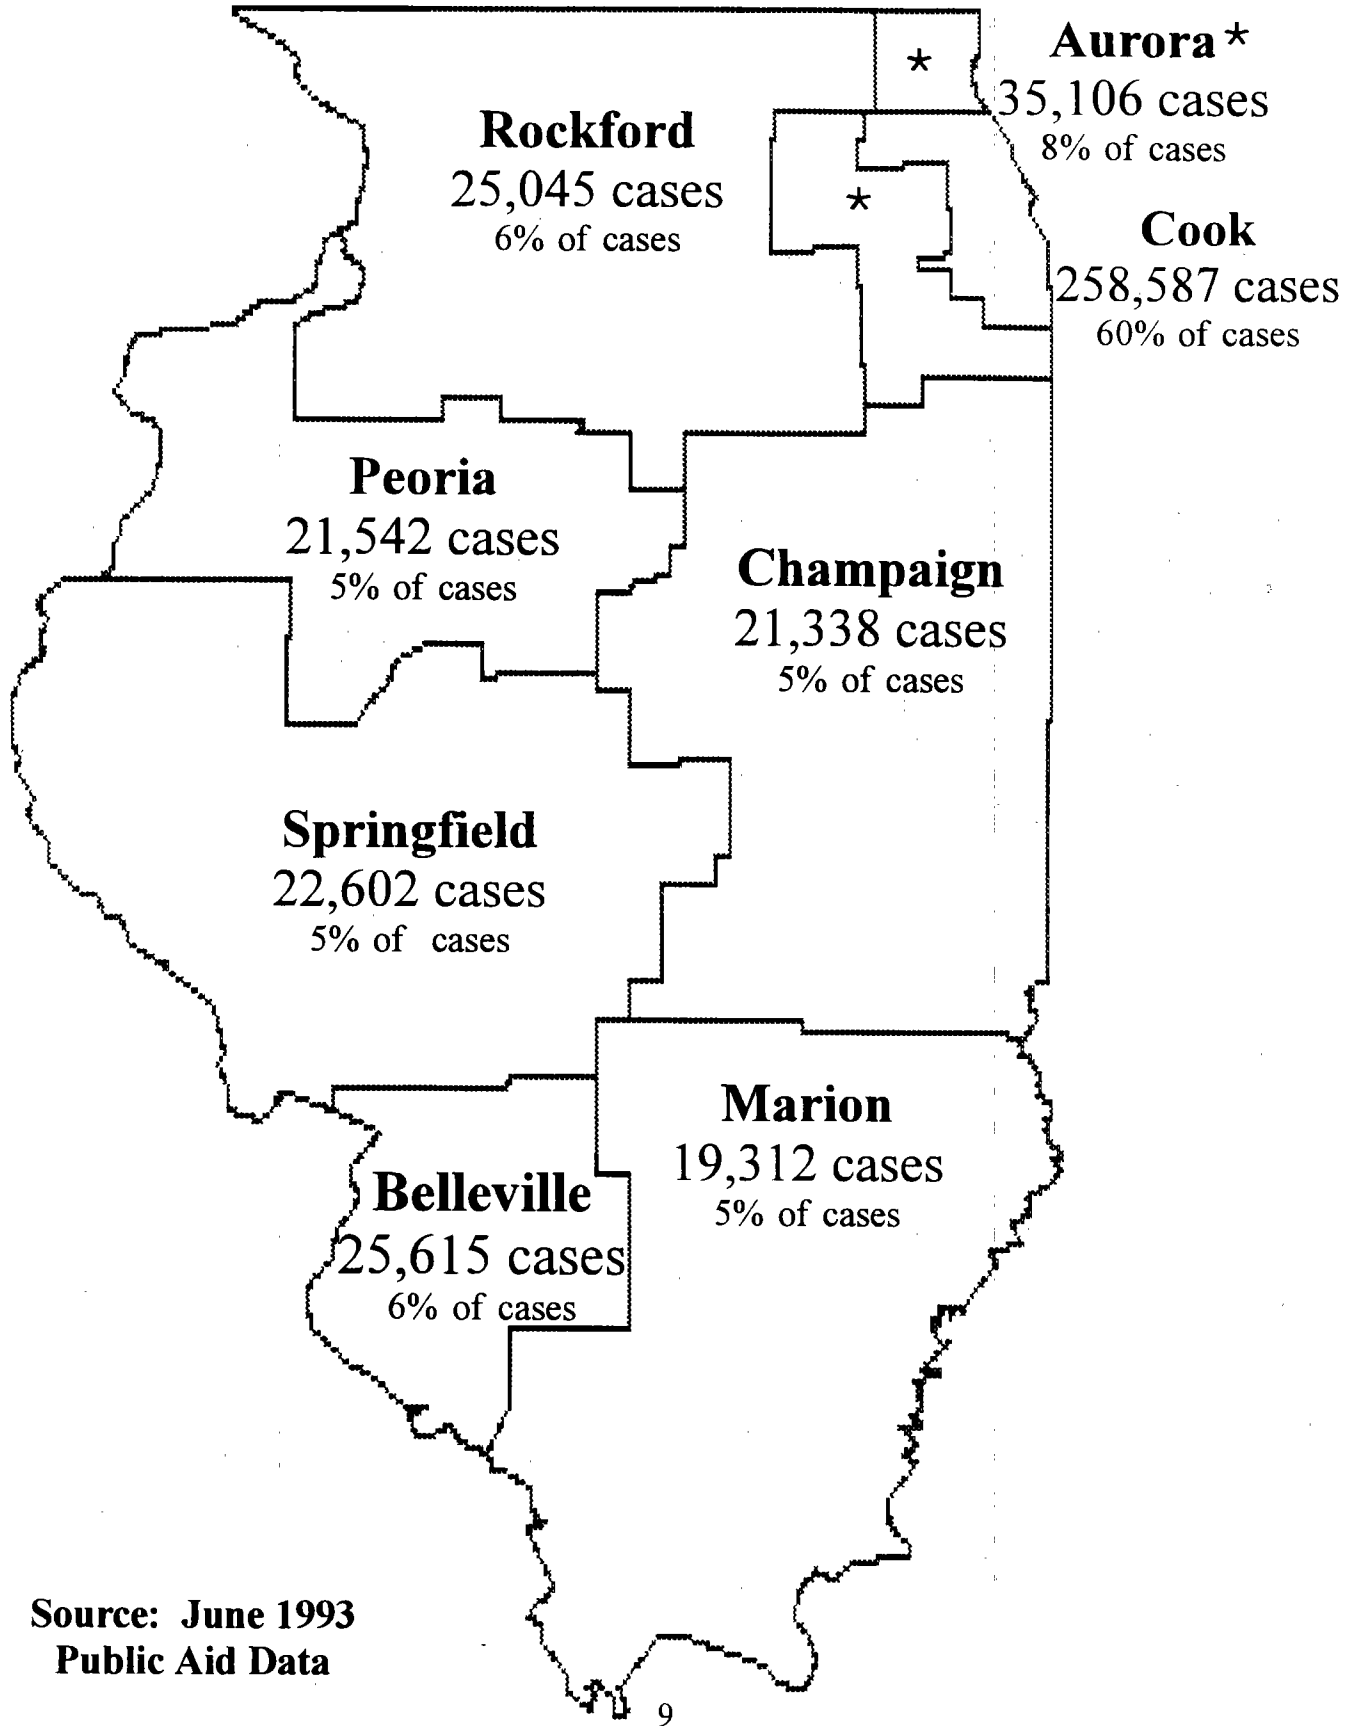 Aurora*
35,106 cases
8% of cases
*
Rockford
25,045 cases
6% of cases
*
Cook
258,587 cases
60% of cases
Peoria
21,542 cases
5% of cases
Champaign
21,338 cases
5% of cases
Springfield
22,602 cases
5% of cases
Marion
19,312 cases
5% of cases
Belleville
25,615 cases
6% of cases
Source: June 1993
Public Aid Data
9